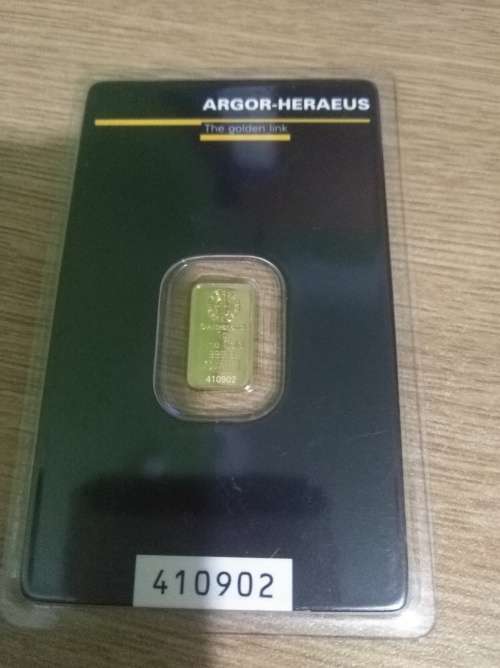 ARGOR-HERAEUS
The golden link
410902
410902